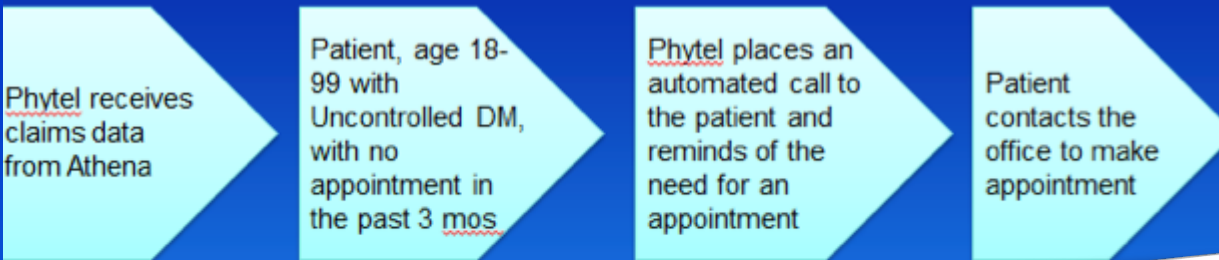 Phytel receives
claims data
from Athena
Patient, age 18-
99 with
Uncontrolled DM,
with no
appointment in
the past 3 mos
Phytel places an
automated call to
the patient and
reminds of the
need for an
appointment
Patient
contacts the
office to make
appointment